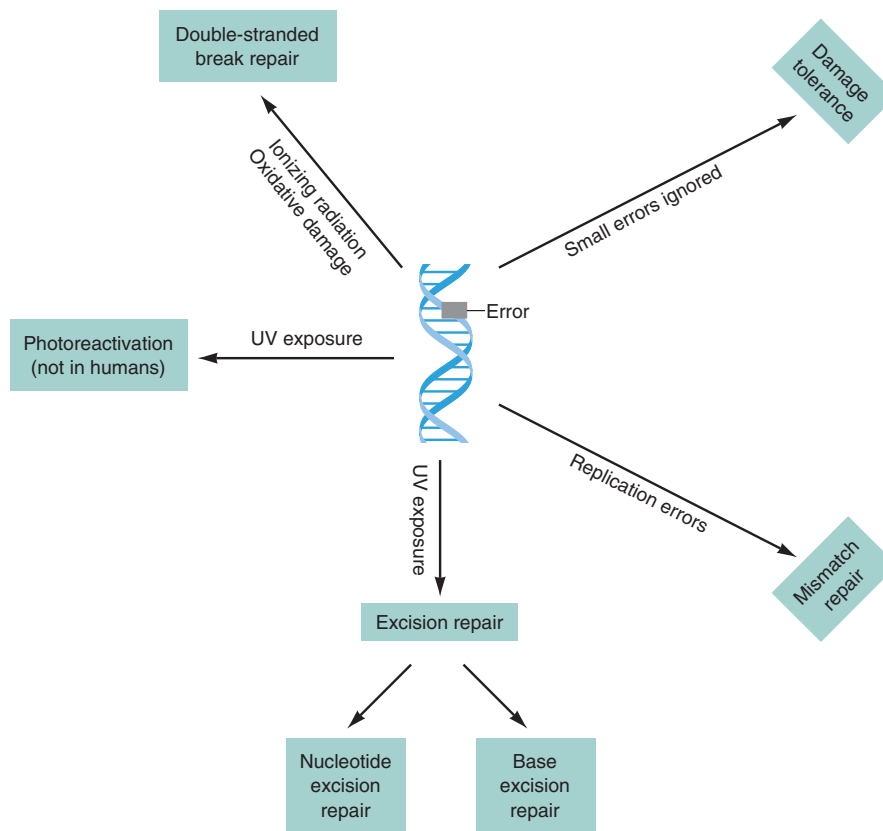 Double-stranded
break repair
Damage
tolerance
Ionizing radiation
Oxidative damage
Small errors ignored
Error
Photoreactivation
(not in humans)
UV exposure
UV exposure
Replication errors
Mismatch
repair
Excision repair
Nucleotide
excision
repair
Base
excision
repair